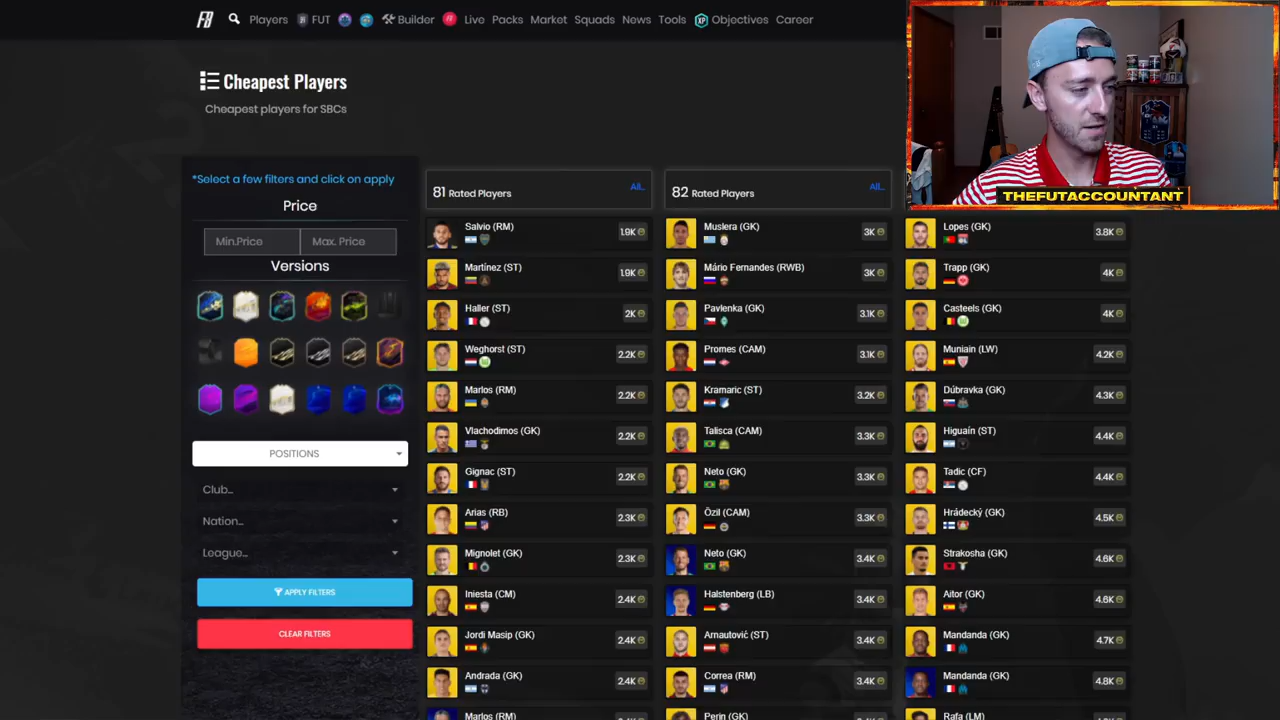 Players
FUT
Builder
Live
Packs
Market
Squads
News
Tools
XP
Objectives
Career
Cheapest Players
Cheapest players for SBCs
THEFUTACCOUNTANT
*Select a few filters and click on apply
Price
Min.Price
Max. Price
Versions
POSITIONS
Club...
Nation...
League...
APPLY FILTERS
CLEAR FILTERS
81 Rated Players
All..
Salvio (RM)
1.9K
Martínez (ST)
1.9K
Haller (ST)
2K
Weghorst (ST)
2.2K
Marlos (RM)
2.2K
Vlachodimos (GK)
2.2K
Gignac (ST)
2.2K
Arias (RB)
2.3K
Mignolet (GK)
2.3K
Iniesta (CM)
2.4K
Jordi Masip (GK)
2.4K
Andrada (GK)
2.4K
Marlos (RM)
82 Rated Players
All..
Muslera (GK)
3K
Mário Fernandes (RWB)
3K
Pavlenka (GK)
3.1K
Promes (CAM)
3.1K
Kramaric (ST)
3.2K
Talisca (CAM)
3.3K
Neto (GK)
3.3K
Özil (CAM)
3.3K
Neto (GK)
3.4K
Halstenberg (LB)
3.4K
Arnautović (ST)
3.4K
Correa (RM)
3.4K
Perin (GK)
Lopes (GK)
3.8K
Trapp (GK)
4K
Casteels (GK)
4K
Muniain (LW)
4.2K
Dúbravka (GK)
4.3K
Higuaín (ST)
4.4K
Tadic (CF)
4.4K
Hrádecký (GK)
4.5K
Strakosha (GK)
4.6K
Aitor (GK)
4.6K
Mandanda (GK)
4.7K
Mandanda (GK)
4.8K
Rafa (LM)